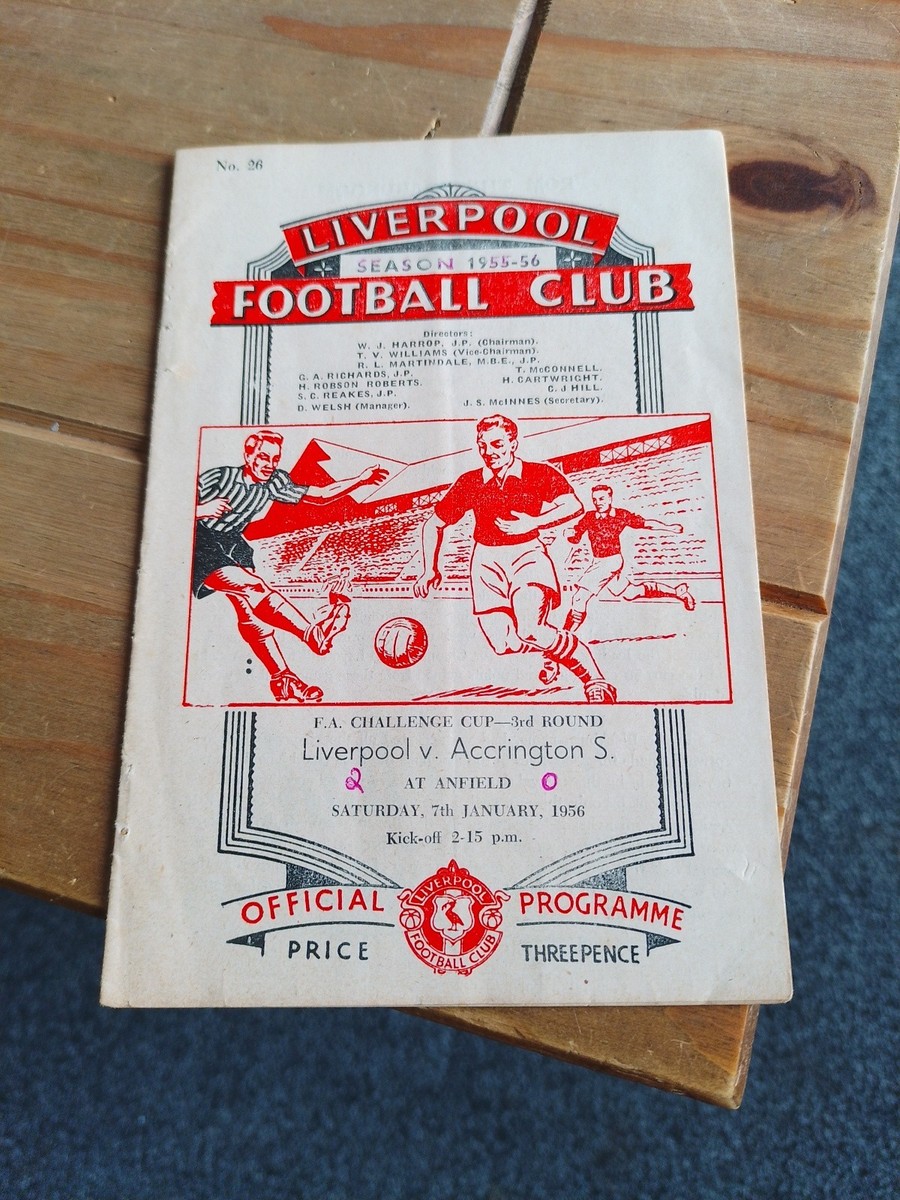 No. 26
LIVERPOOL
SEASON 1955-56
FOOTBALL CLUB
Directors:
W. J. HARROP, J.P. (Chairman).
T. V. WILLIAMS (Vice-Chairman).
R. L. MARTINDALE, M.B.E., J.P.
G. A. RICHARDS, J.P. T. McCONNELL.
H. ROBSON ROBERTS. H. CARTWRIGHT.
S. C. REAKES, J.P. C. J HILL.
D. WELSH (Manager). J. S. McINNES (Secretary).
F.A. CHALLENGE CUP—3rd ROUND
Liverpool v. Accrington S.
2 AT ANFIELD 0
SATURDAY, 7th JANUARY, 1956
Kick-off 2-15 p.m.
OFFICIAL PROGRAMME
LIVERPOOL
FOOTBALL CLUB
PRICE THREEPENCE